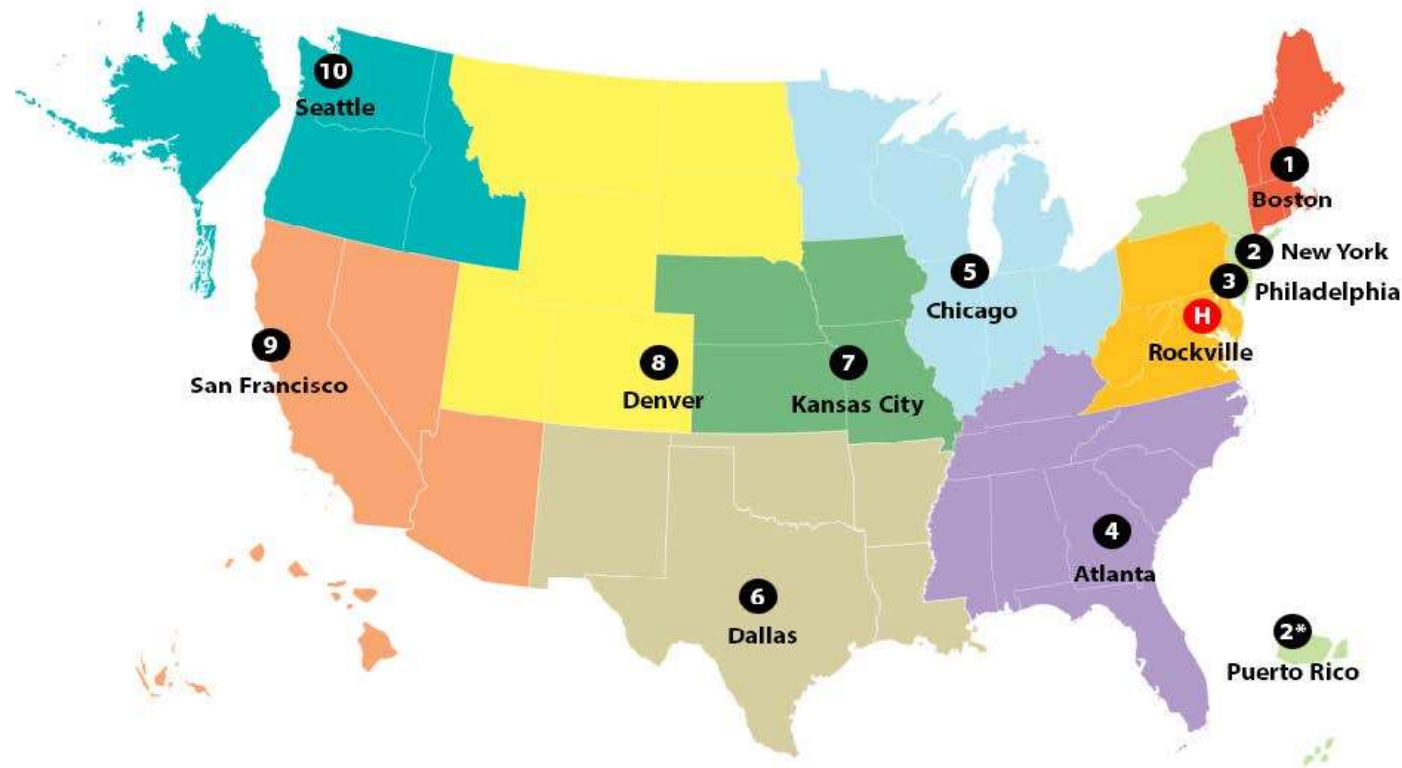 10
Seattle
1
Boston
2 New York
3 Philadelphia
H
Rockville
5
Chicago
9
San Francisco
8
Denver
7
Kansas City
4
Atlanta
6
Dallas
2*
Puerto Rico